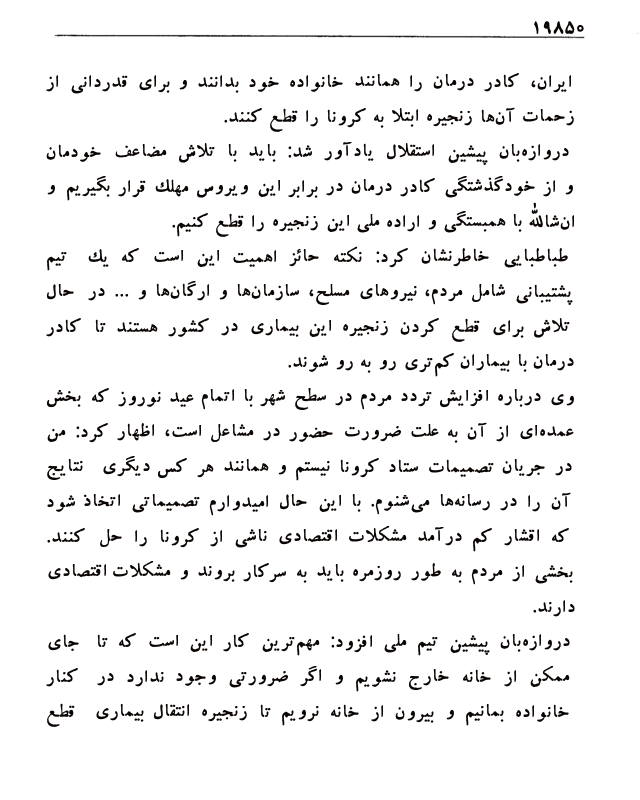 ۱۹۸۵۰
ایران، کادر درمان را همانند خانواده خود بدانند و برای قدردانی از
زحمات آن‌ها زنجیره ابتلا به کرونا را قطع کنند.
دروازه‌بان پیشین استقلال یادآور شد: باید با تلاش مضاعف خودمان
و از خودگذشتگی کادر درمان در برابر این ویروس مهلك قرار بگیریم و
ان‌شاالله با همبستگی و اراده ملی این زنجیره را قطع کنیم.
طباطبایی خاطرنشان کرد: نکته حائز اهمیت این است که یك تیم
پشتیبانی شامل مردم، نیروهای مسلح، سازمان‌ها و ارگان‌ها و ... در حال
تلاش برای قطع کردن زنجیره این بیماری در کشور هستند تا کادر
درمان با بیماران کم‌تری رو به رو شوند.
وی درباره افزایش تردد مردم در سطح شهر با اتمام عید نوروز که بخش
عمده‌ای از آن به علت ضرورت حضور در مشاغل است، اظهار کرد: من
در جریان تصمیمات ستاد کرونا نیستم و همانند هر کس دیگری نتایج
آن را در رسانه‌ها می‌شنوم. با این حال امیدوارم تصمیماتی اتخاذ شود
که اقشار کم درآمد مشکلات اقتصادی ناشی از کرونا را حل کنند.
بخشی از مردم به طور روزمره باید به سرکار بروند و مشکلات اقتصادی
دارند.
دروازه‌بان پیشین تیم ملی افزود: مهم‌ترین کار این است که تا جای
ممکن از خانه خارج نشویم و اگر ضرورتی وجود ندارد در کنار
خانواده بمانیم و بیرون از خانه نرویم تا زنجیره انتقال بیماری قطع